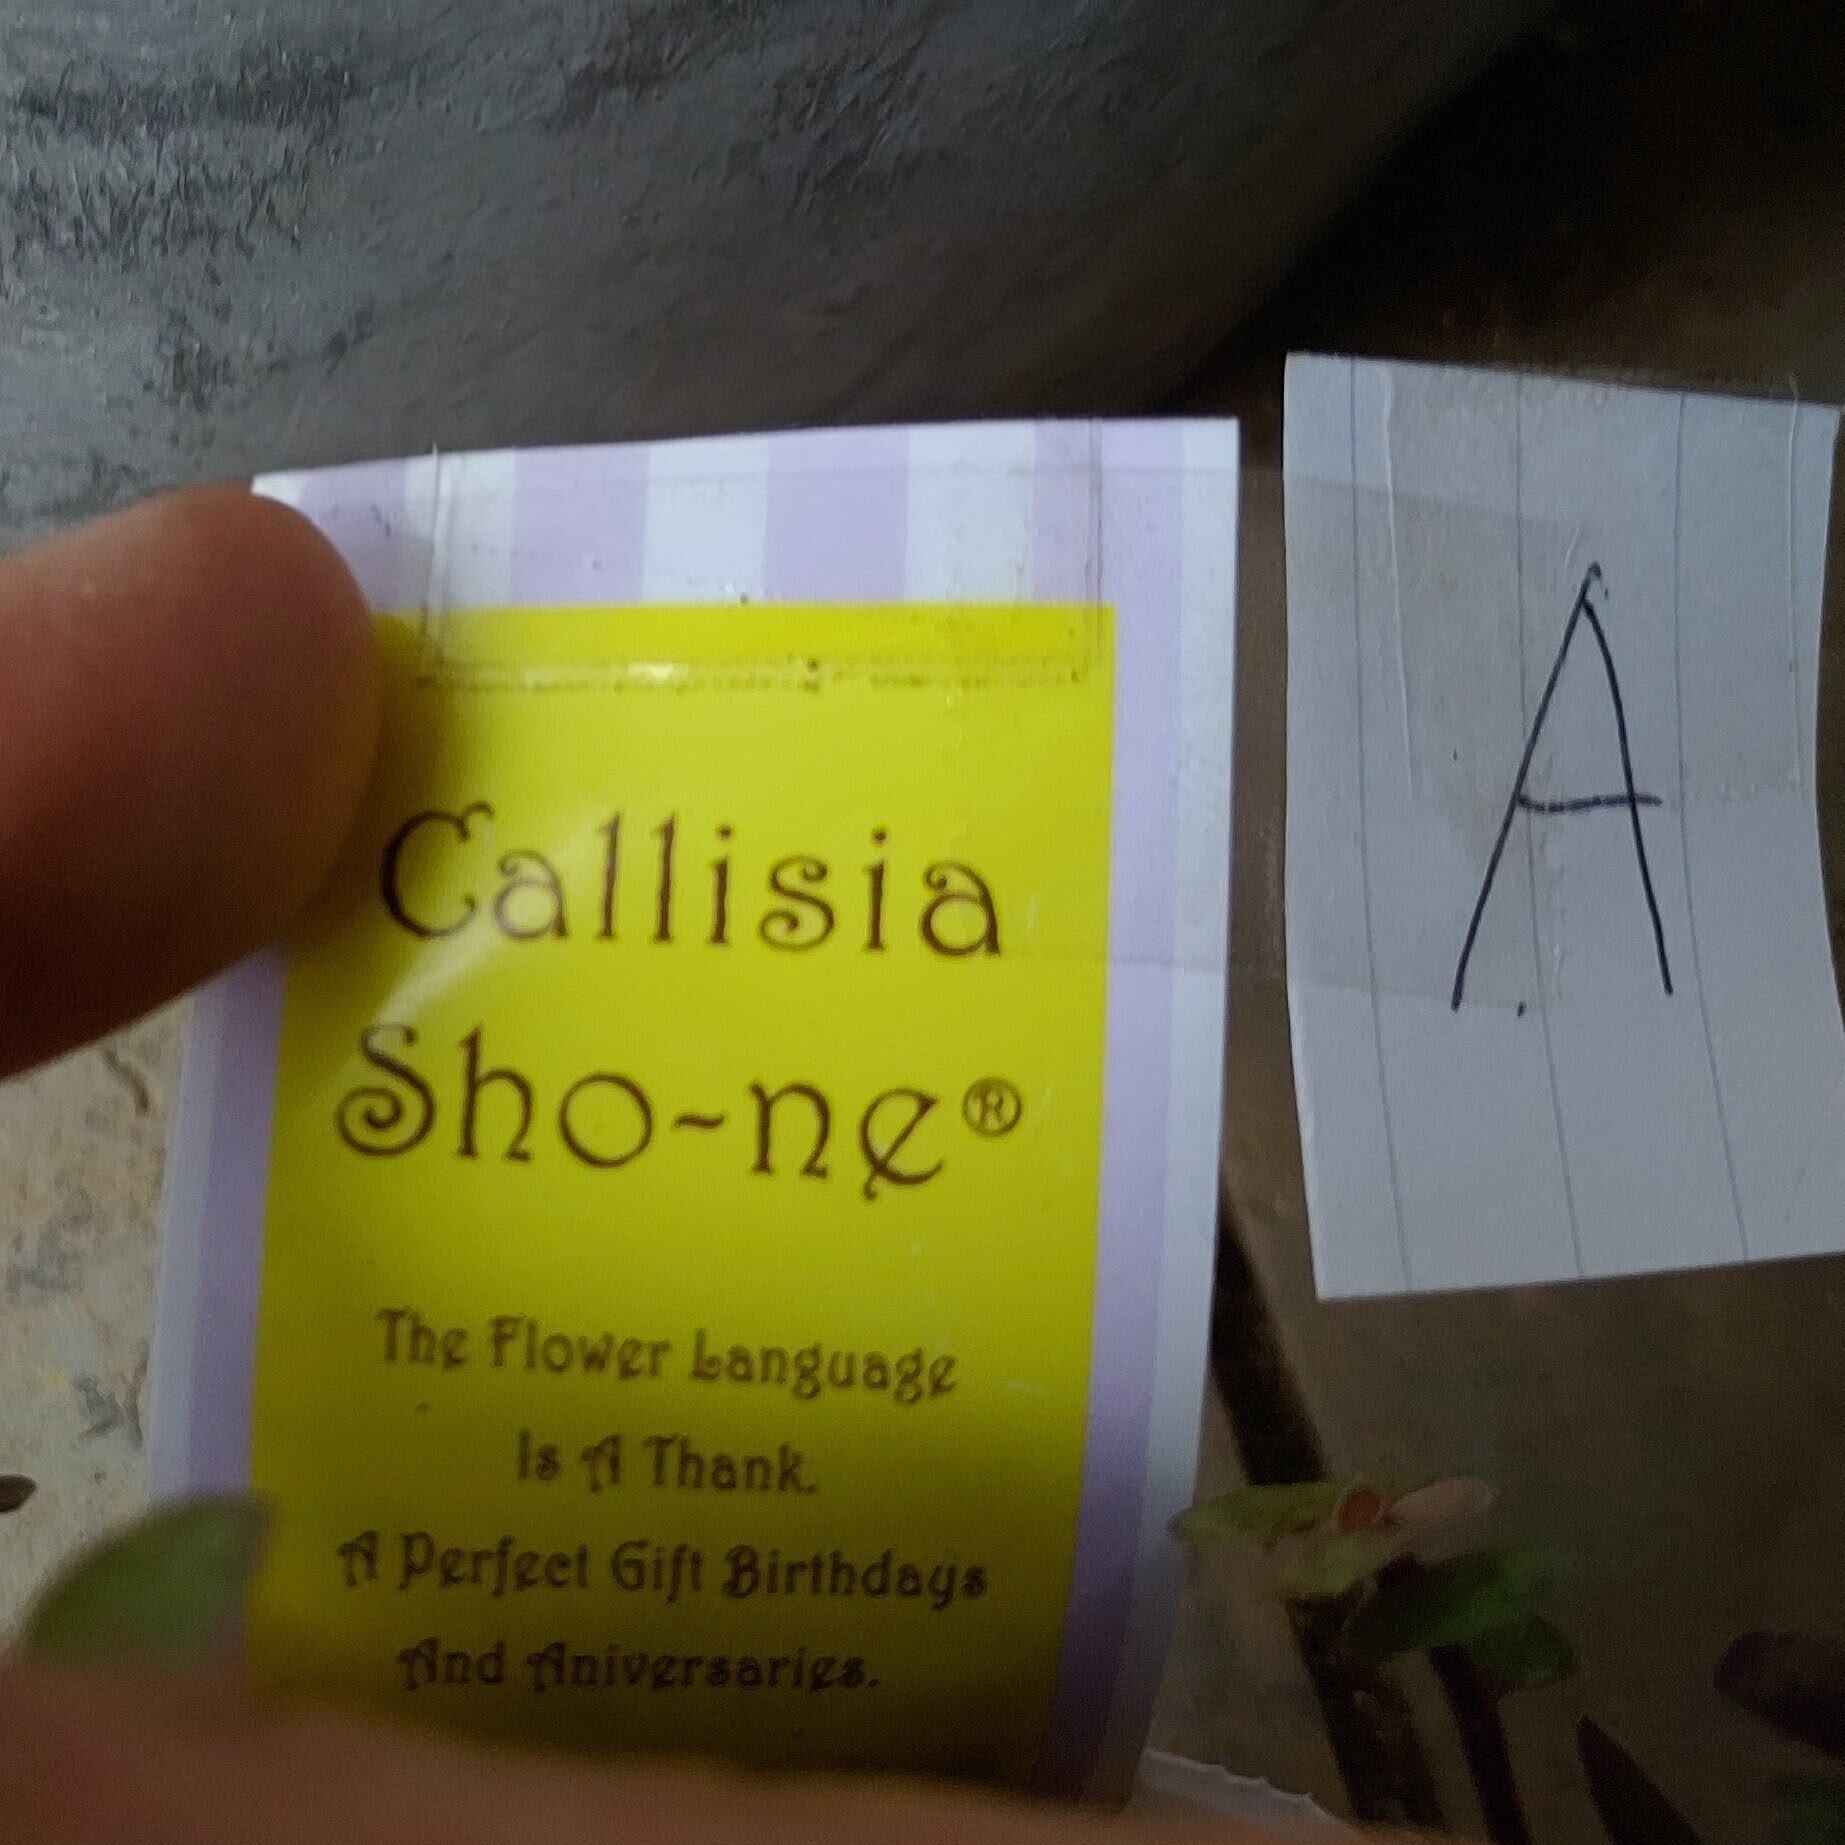 Callisia
Sho-ne®
The Flower Language
Is A Thank.
A Perfect Gift Birthdays
And Aniversaries.
A